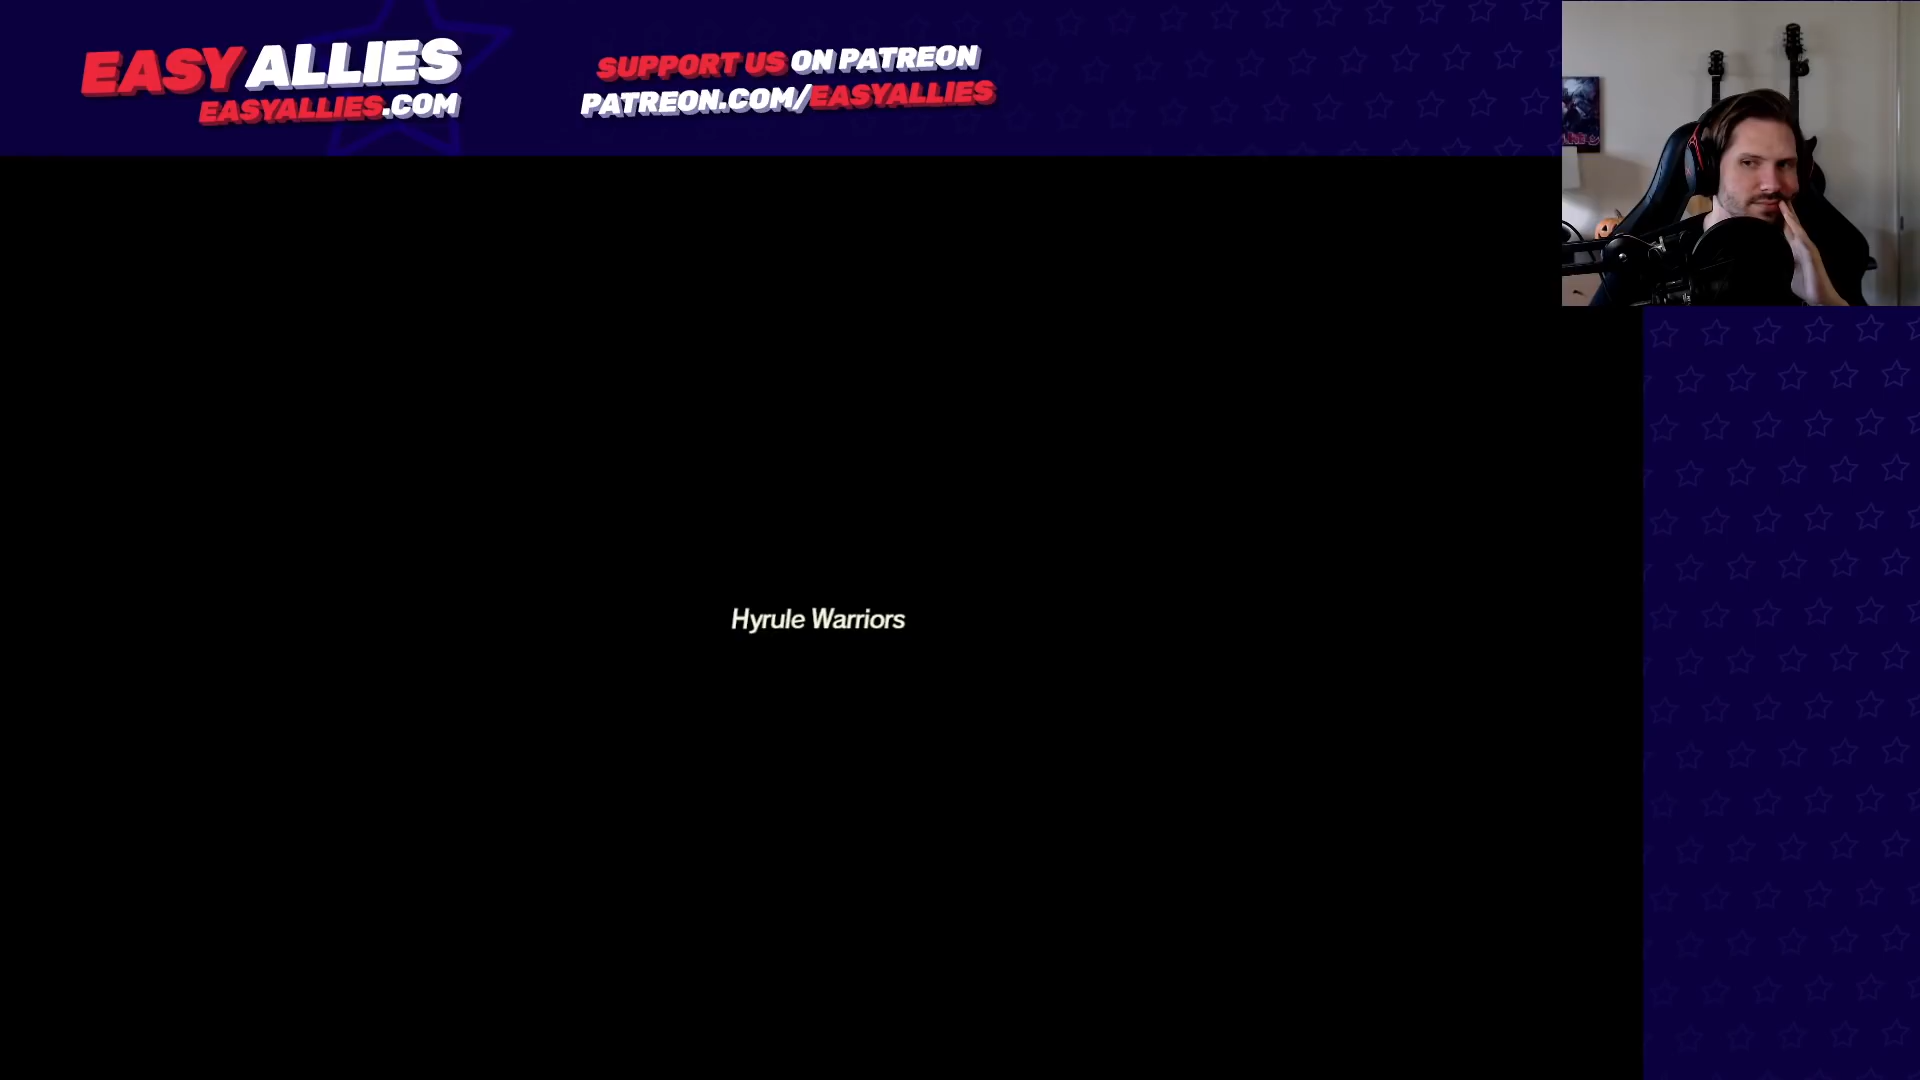 EASY ALLIES
EASYALLIES.COM
SUPPORT US ON PATREON
PATREON.COM/EASYALLIES
Hyrule Warriors